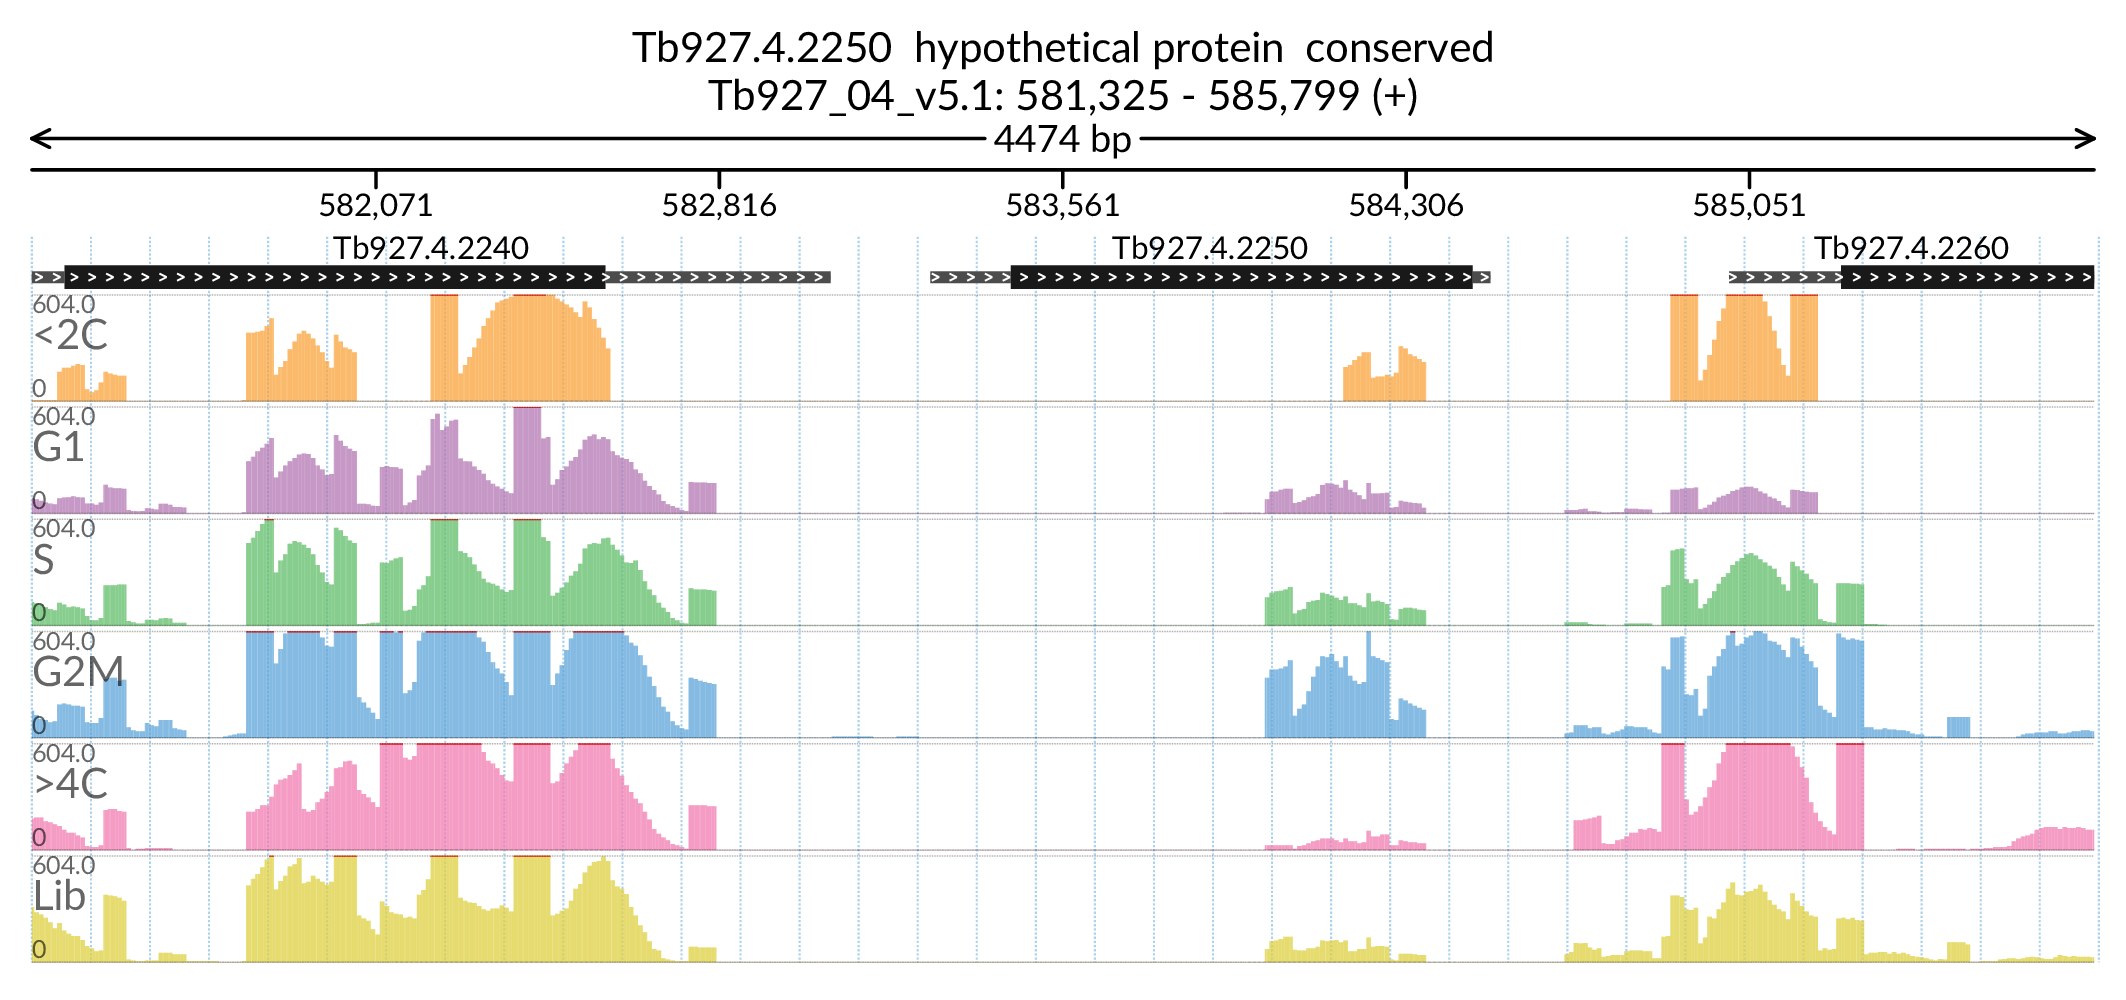 Tb927.4.2250  hypothetical protein  conserved
Tb927_04_v5.1: 581,325 - 585,799 (+)
4474 bp
582,071 582,816 583,561 584,306 585,051
Tb927.4.2240 Tb927.4.2250 Tb927.4.2260
604.0
<2C
0
604.0
G1
0
604.0
S
0
604.0
G2M
0
604.0
>4C
0
604.0
Lib
0